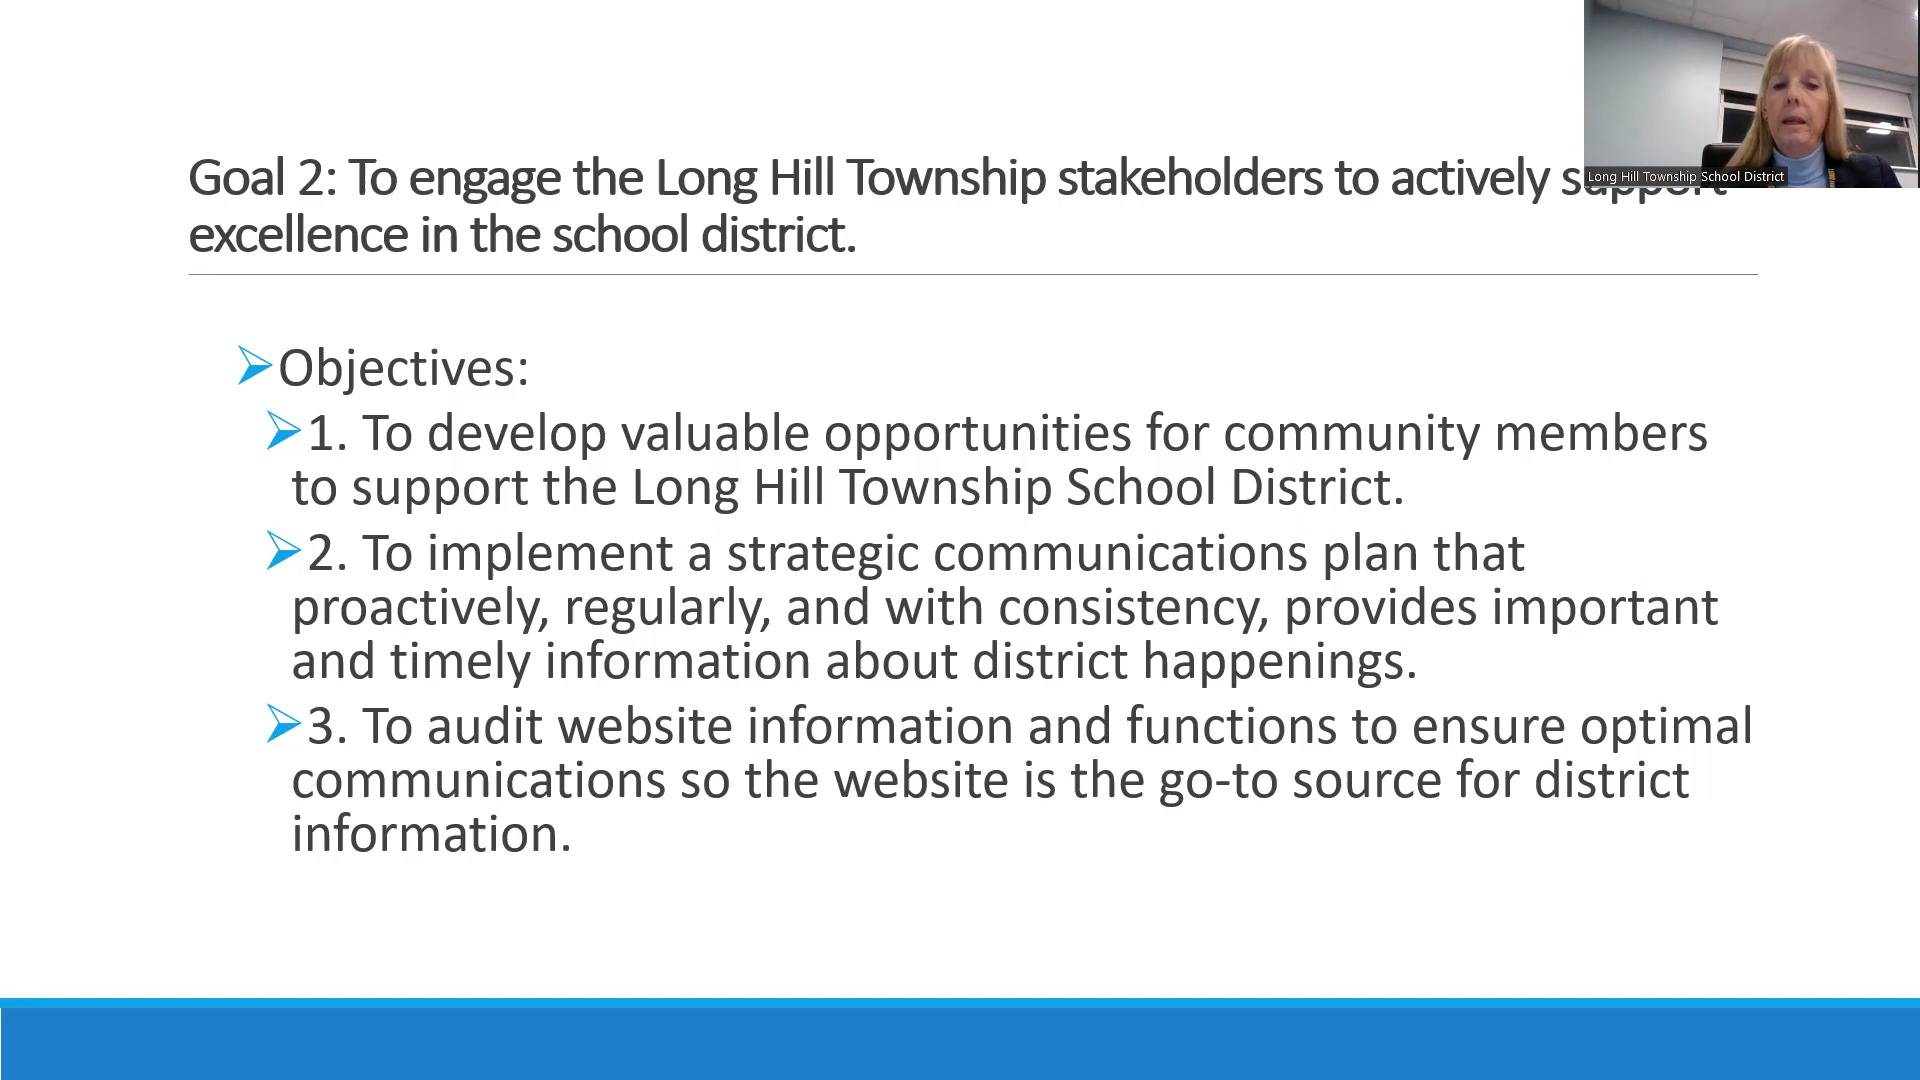 Goal 2: To engage the Long Hill Township stakeholders to actively support
excellence in the school district.
Long Hill Township School District
Objectives:
1. To develop valuable opportunities for community members
to support the Long Hill Township School District.
2. To implement a strategic communications plan that
proactively, regularly, and with consistency, provides important
and timely information about district happenings.
3. To audit website information and functions to ensure optimal
communications so the website is the go-to source for district
information.